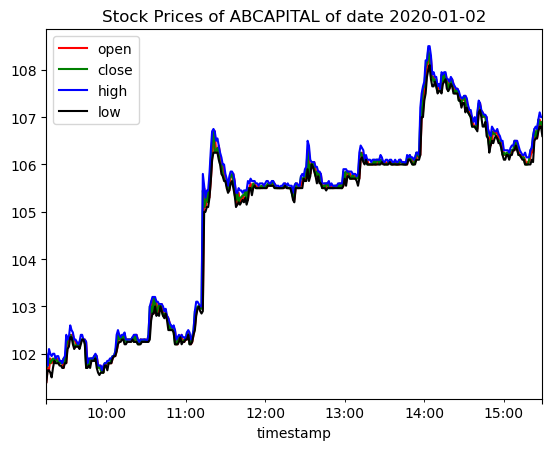 Stock Prices of ABCAPITAL of date 2020-01-02
open
close
high
low
108
107
106
105
104
103
102
10:00 11:00 12:00 13:00 14:00 15:00
timestamp